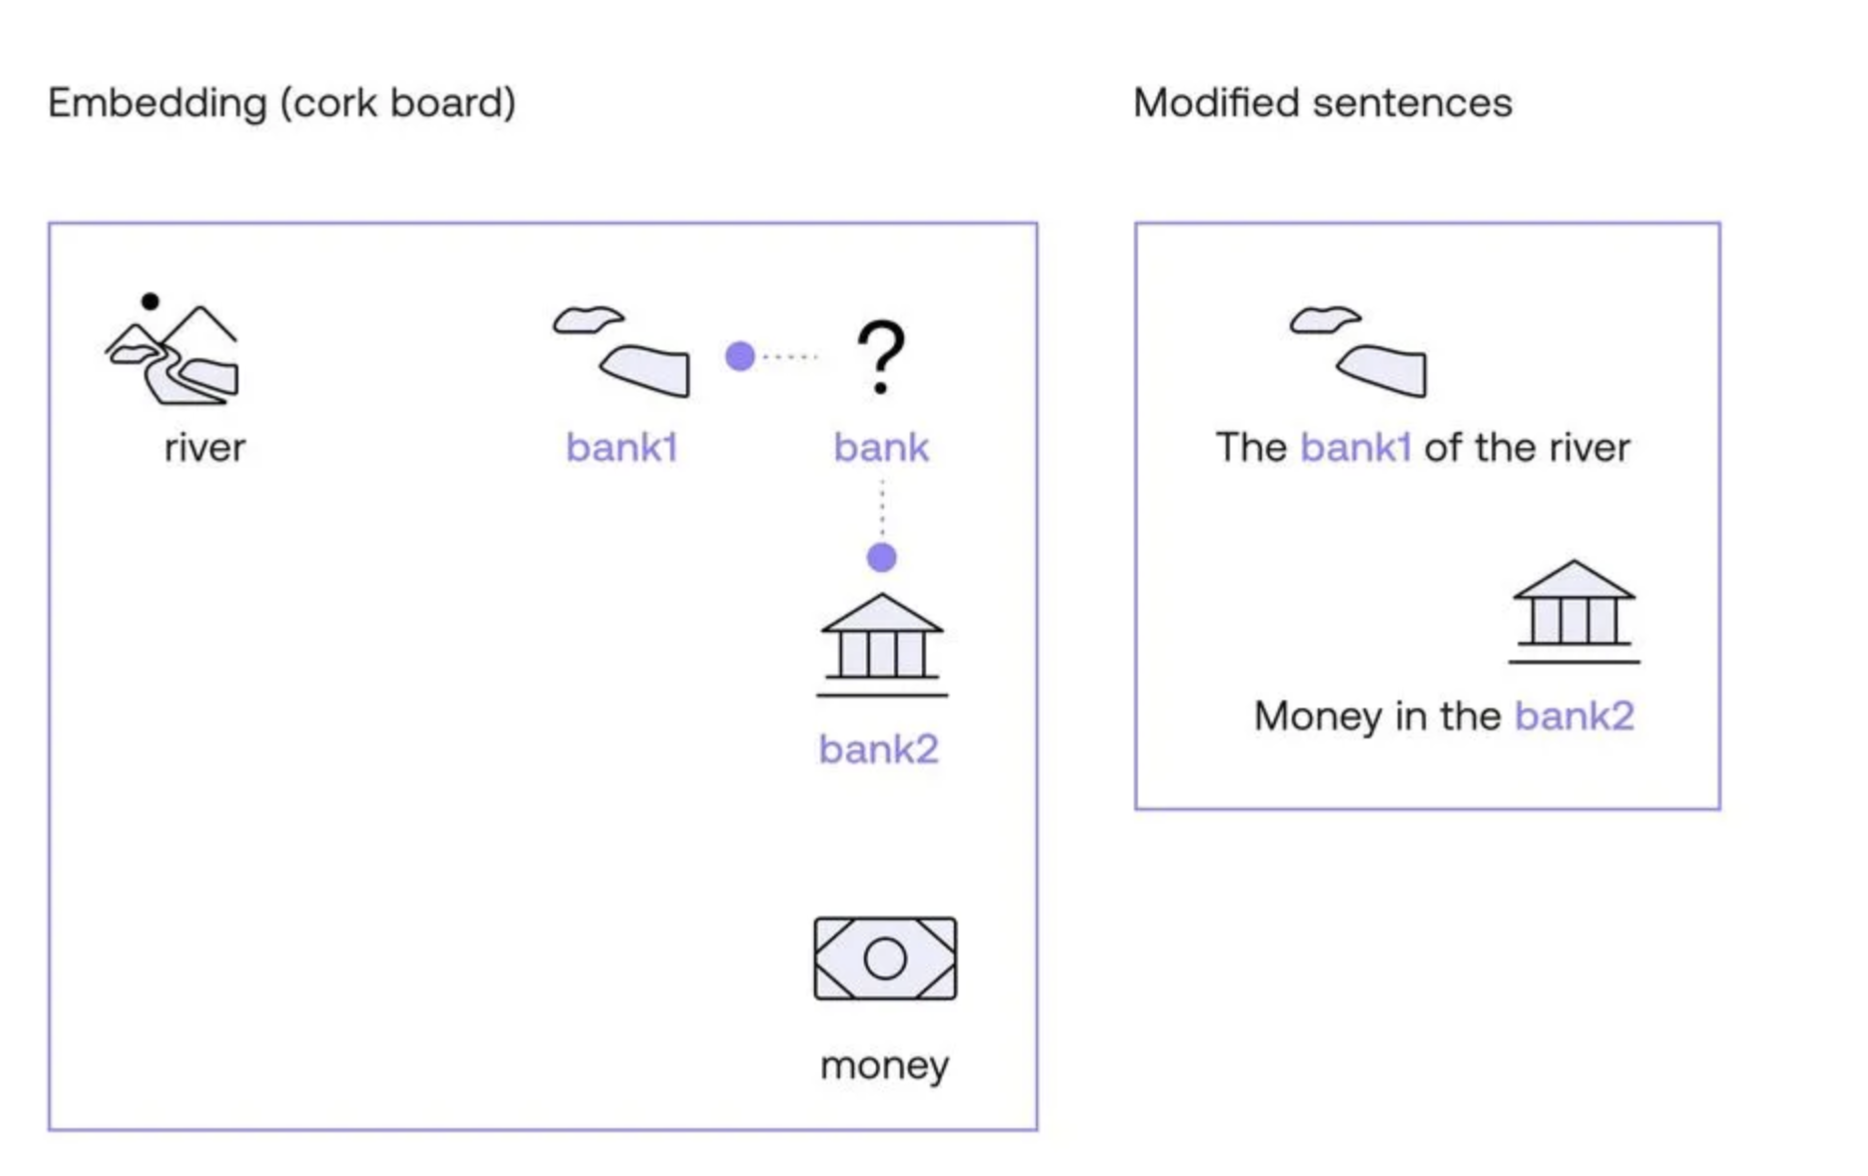 Embedding (cork board)
Modified sentences
?
river
bank1
bank
bank2
money
The bank1 of the river
Money in the bank2